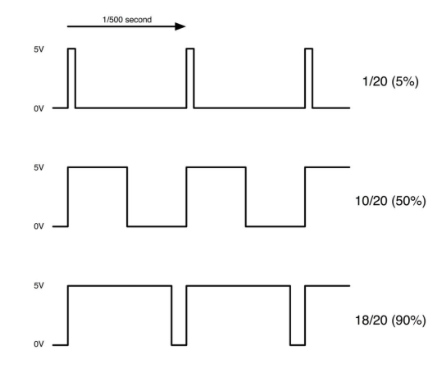 1/500 second
5V
0V
1/20 (5%)
5V
0V
10/20 (50%)
5V
0V
18/20 (90%)